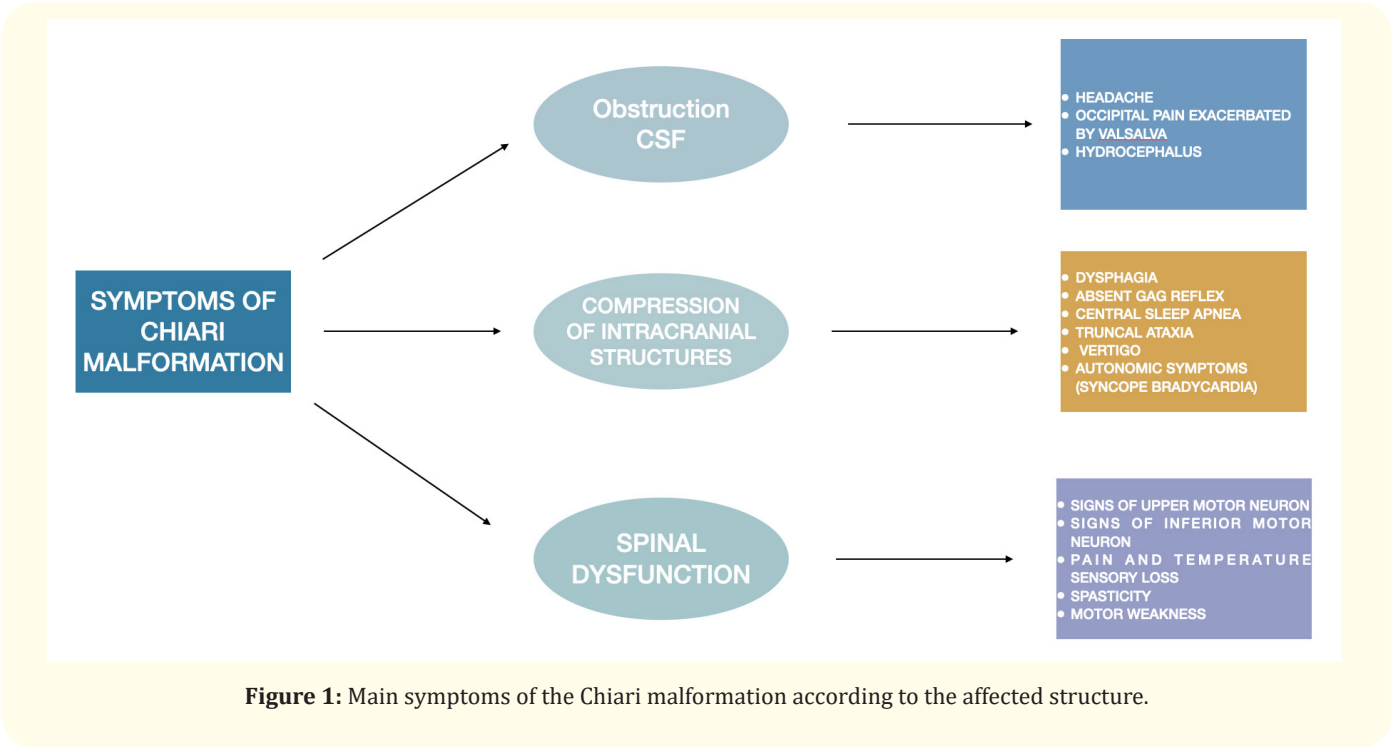 SYMPTOMS OF
CHIARI
MALFORMATION
Obstruction
CSF
• HEADACHE
• OCCIPITAL PAIN EXACERBATED
BY VALSALVA
• HYDROCEPHALUS
COMPRESSION
OF INTRACRANIAL
STRUCTURES
• DYSPHAGIA
• ABSENT GAG REFLEX
• CENTRAL SLEEP APNEA
• TRUNCAL ATAXIA
• VERTIGO
• AUTONOMIC SYMPTOMS
(SYNCOPE BRADYCARDIA)
SPINAL
DYSFUNCTION
• SIGNS OF UPPER MOTOR NEURON
• SIGNS OF INFERIOR MOTOR
NEURON
• PAIN AND TEMPERATURE
SENSORY LOSS
• SPASTICITY
• MOTOR WEAKNESS
Figure 1: Main symptoms of the Chiari malformation according to the affected structure.